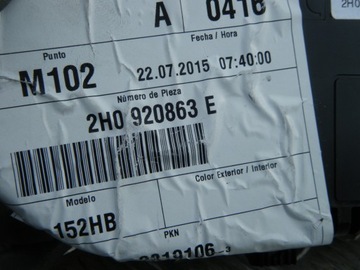 A 0416
2H0
Punto
Fecha / Hora
M102
22.07.2015 07:40:00
Número de Pieza
2H0 920863 E
Color Exterior / Interior
Modelo
152HB
PKN